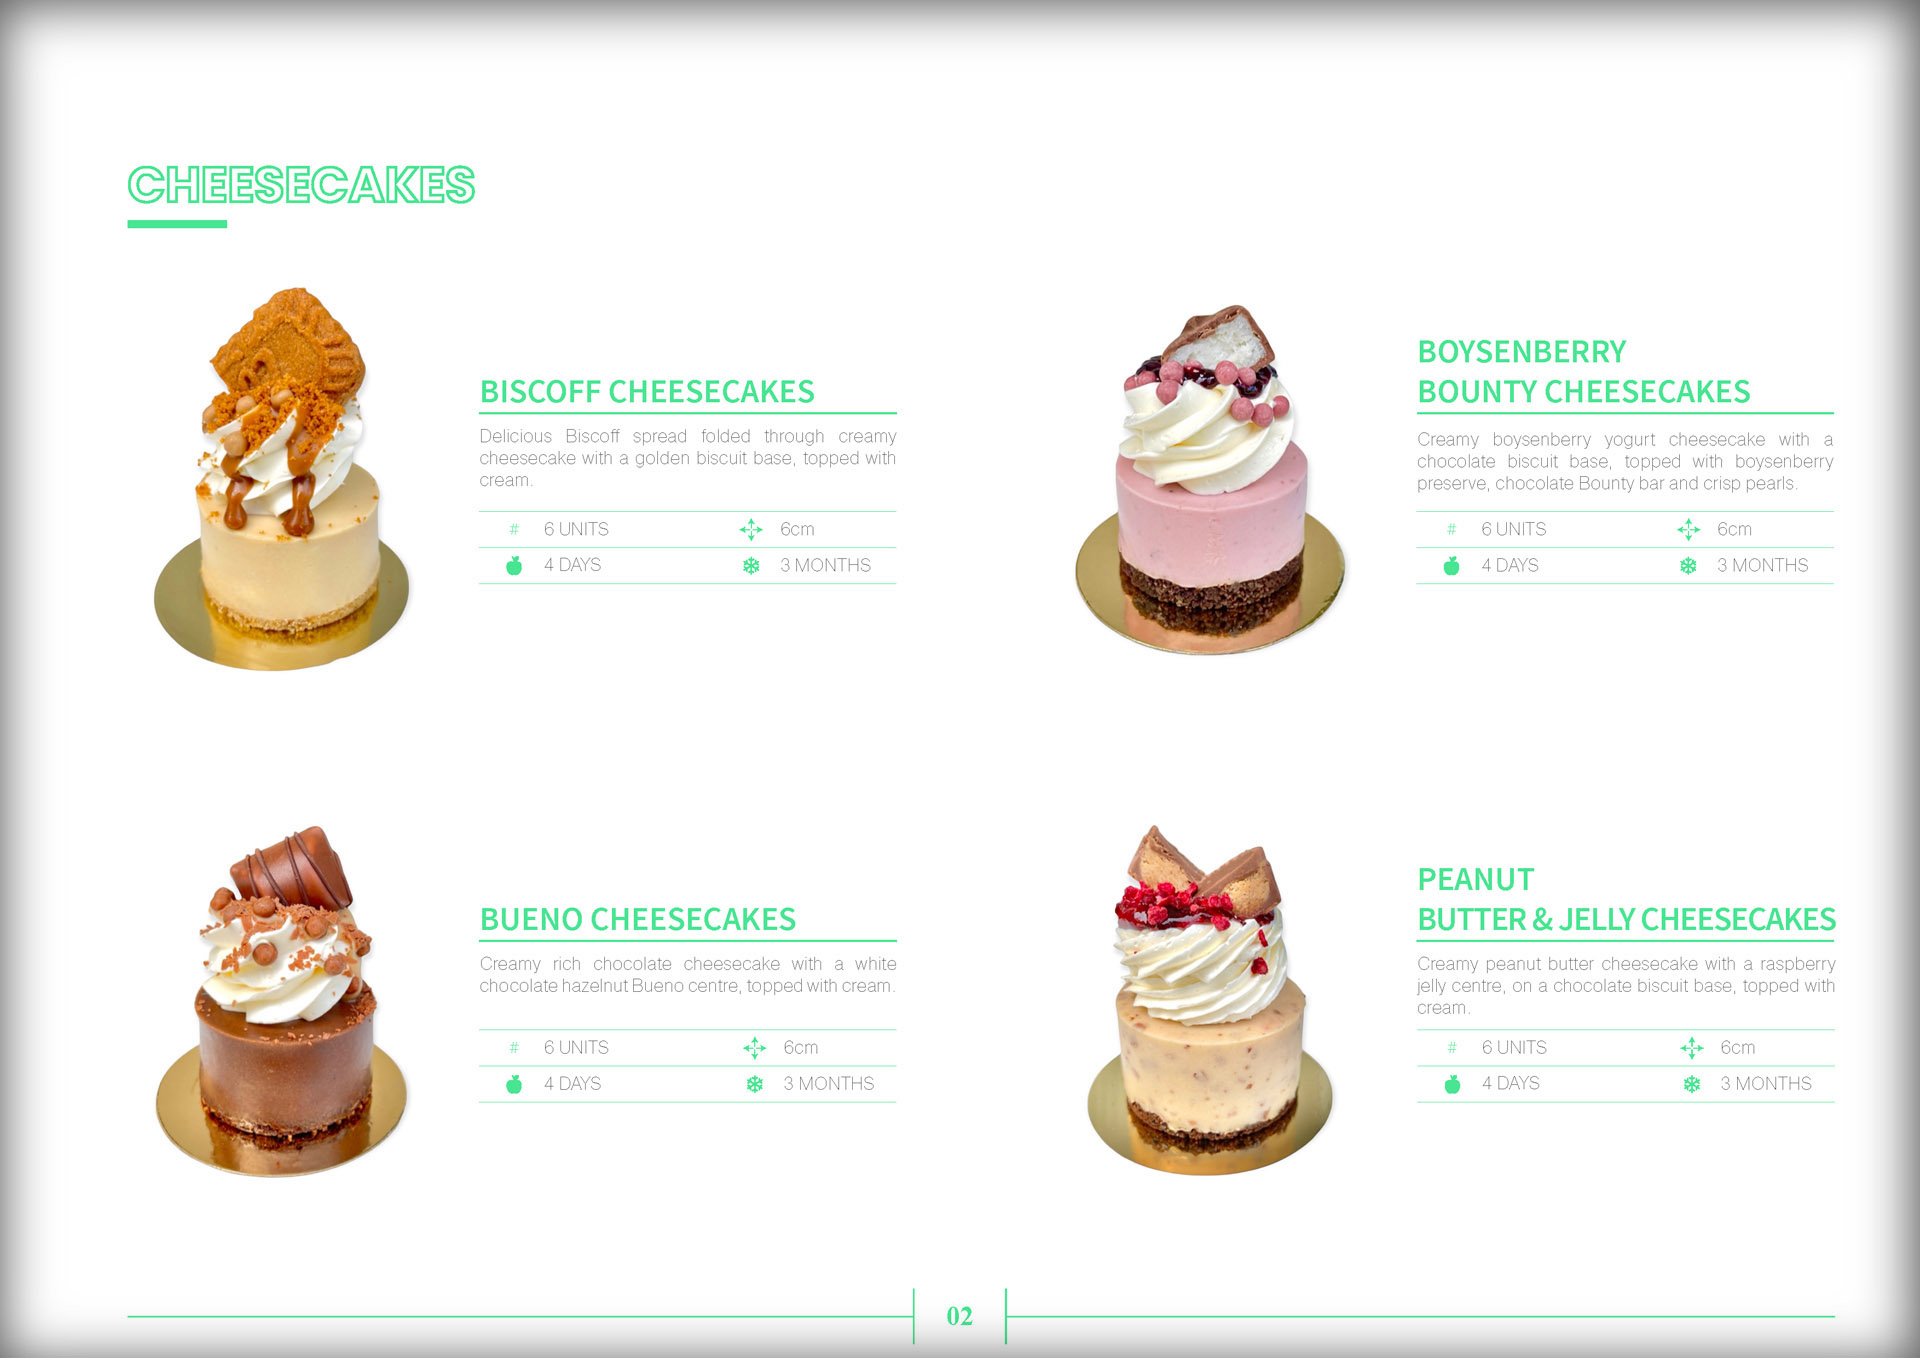 CHEESECAKES
BISCOFF CHEESECAKES
Delicious Biscoff spread folded through creamy
cheesecake with a golden biscuit base, topped with
cream.
# 6 UNITS 6cm
4 DAYS 3 MONTHS
BOYSENBERRY
BOUNTY CHEESECAKES
Creamy boysenberry yogurt cheesecake with a
chocolate biscuit base, topped with boysenberry
preserve, chocolate Bounty bar and crisp pearls.
# 6 UNITS 6cm
4 DAYS 3 MONTHS
BUENO CHEESECAKES
Creamy rich chocolate cheesecake with a white
chocolate hazelnut Bueno centre, topped with cream.
# 6 UNITS 6cm
4 DAYS 3 MONTHS
PEANUT
BUTTER & JELLY CHEESECAKES
Creamy peanut butter cheesecake with a raspberry
jelly centre, on a chocolate biscuit base, topped with
cream.
# 6 UNITS 6cm
4 DAYS 3 MONTHS
02